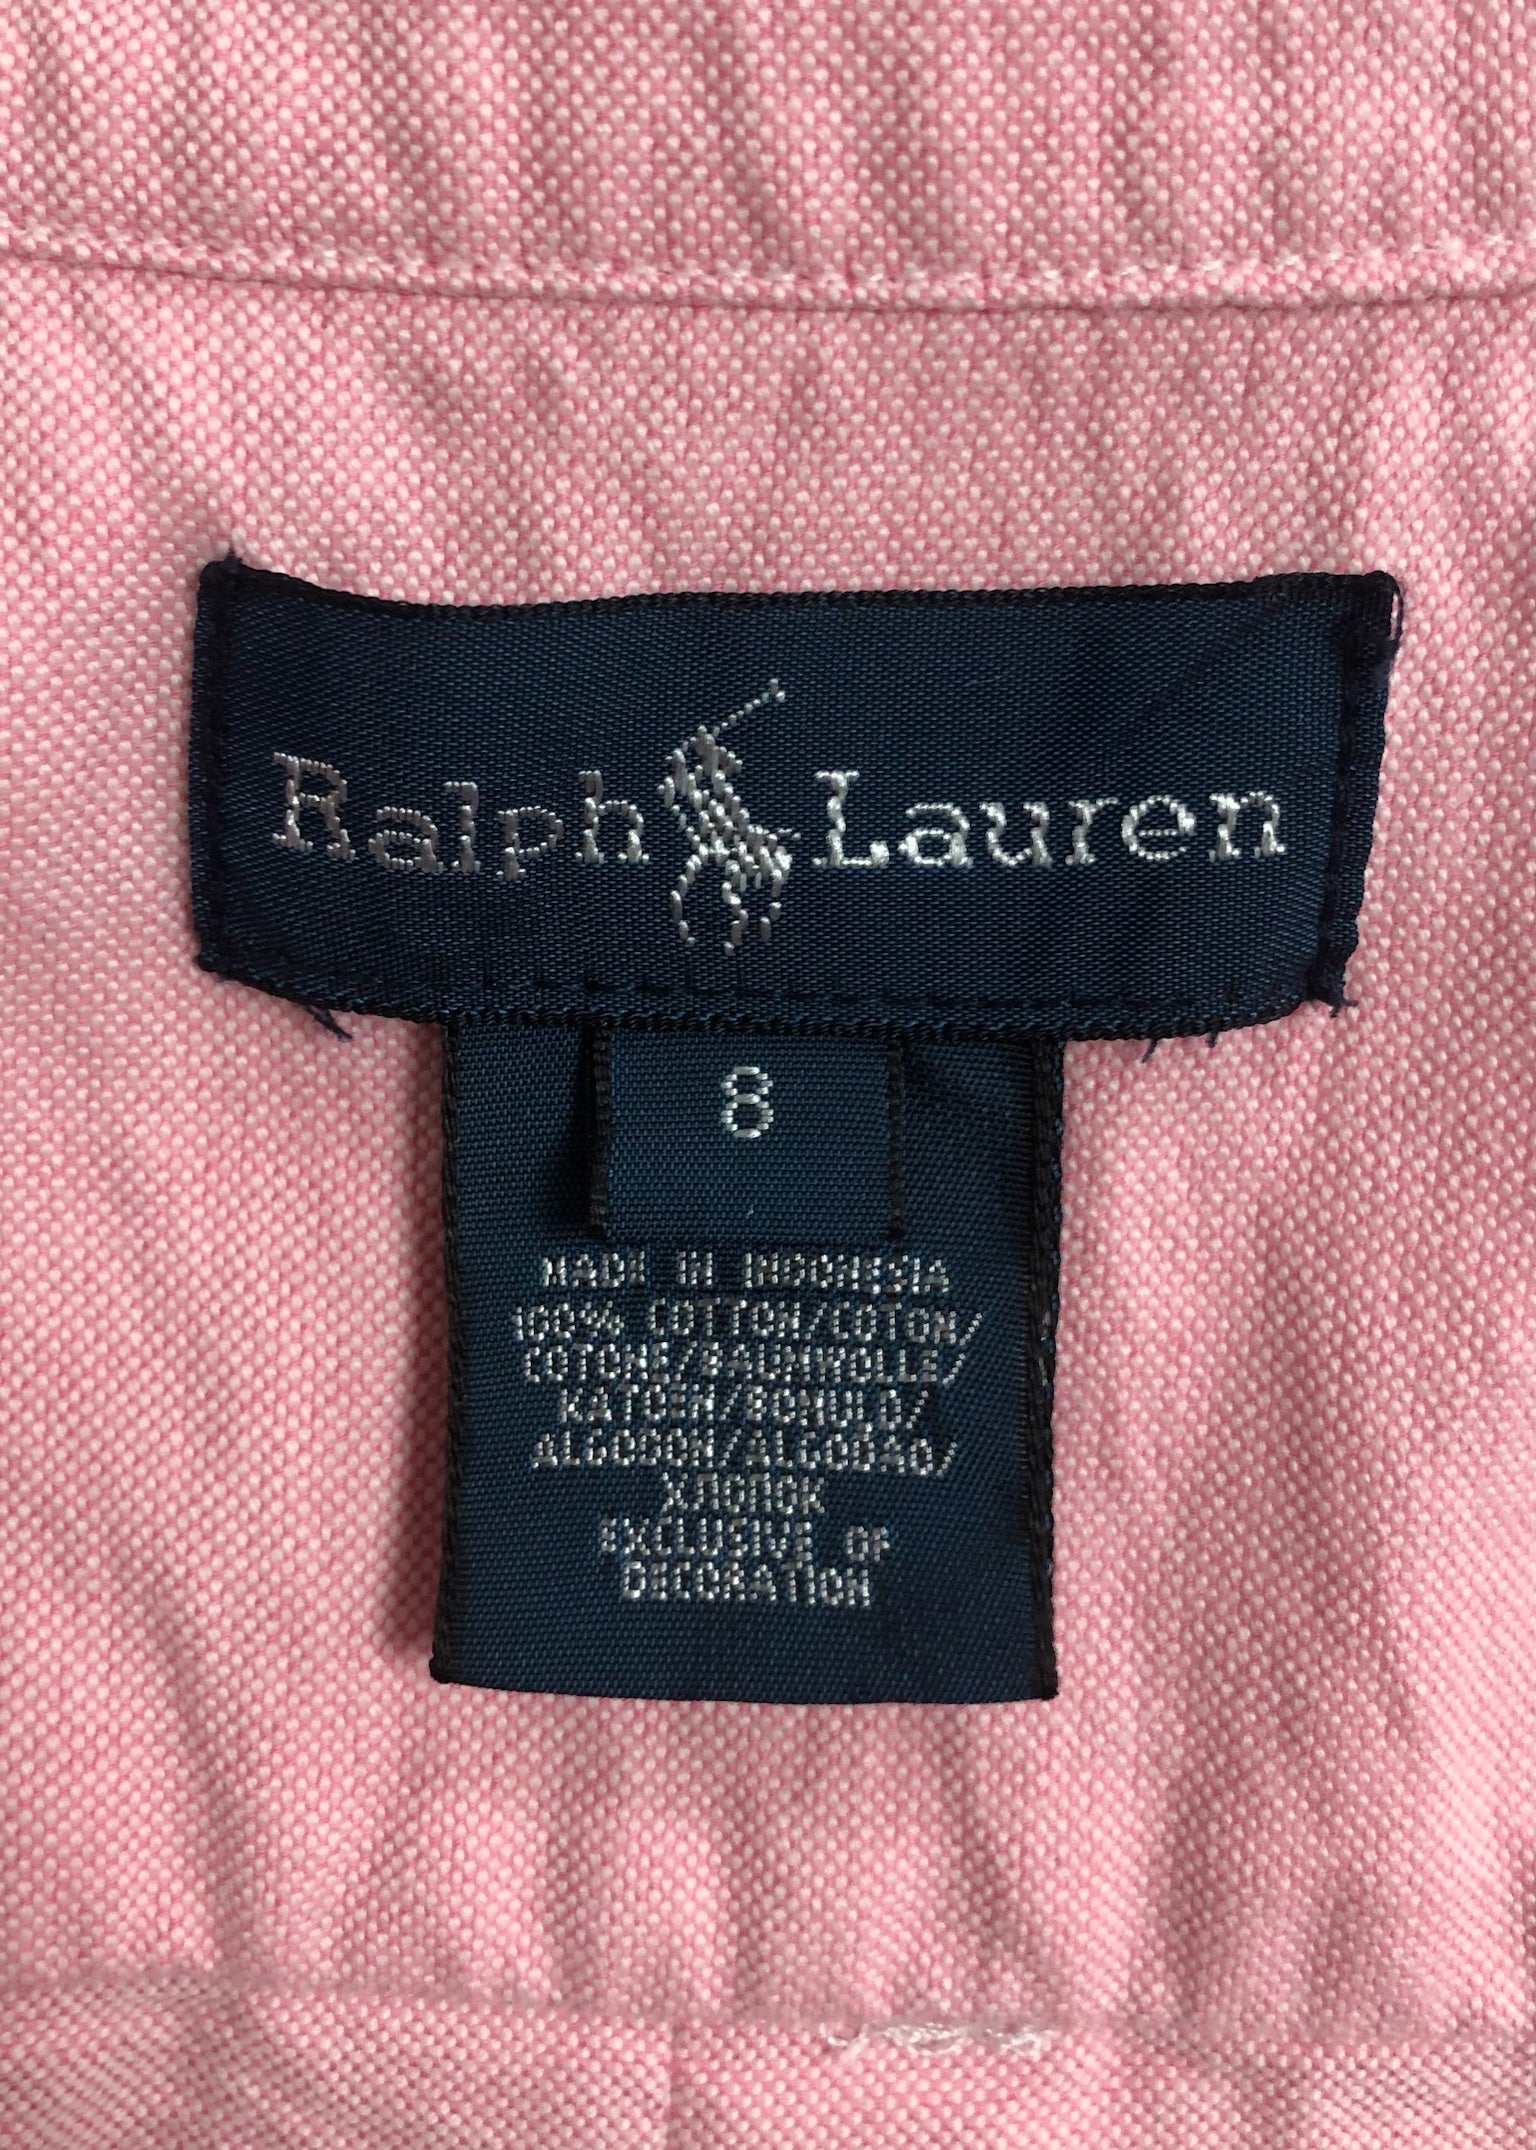 Ralph Lauren
8
MADE IN INDONESIA
100% COTTON/COTON/
COTONE/BAUMWOLLE/
KATOEN/BOMULD/
ALGODON/ALGODÃO/
ХЛОПОК
EXCLUSIVE OF
DECORATION